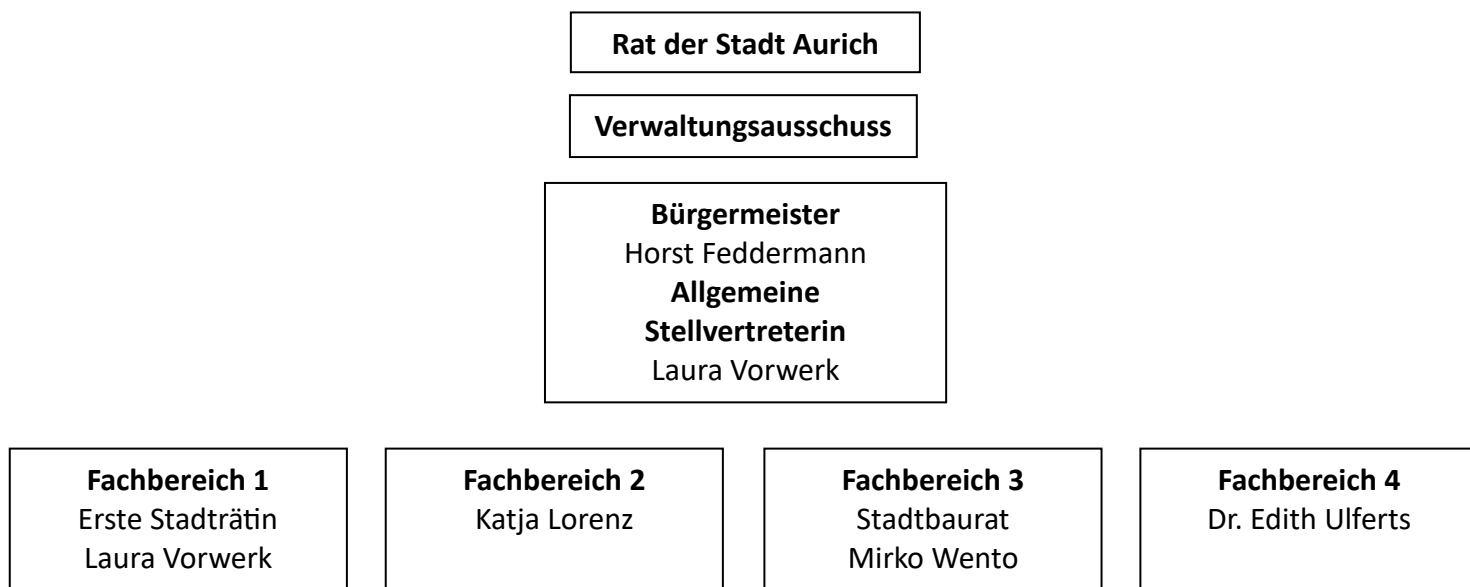 Rat der Stadt Aurich
Verwaltungsausschuss
Bürgermeister
Horst Feddermann
Allgemeine
Stellvertreterin
Laura Vorwerk
Fachbereich 1
Erste Stadträtin
Laura Vorwerk
Fachbereich 2
Katja Lorenz
Fachbereich 3
Stadtbaurat
Mirko Wento
Fachbereich 4
Dr. Edith Ulferts